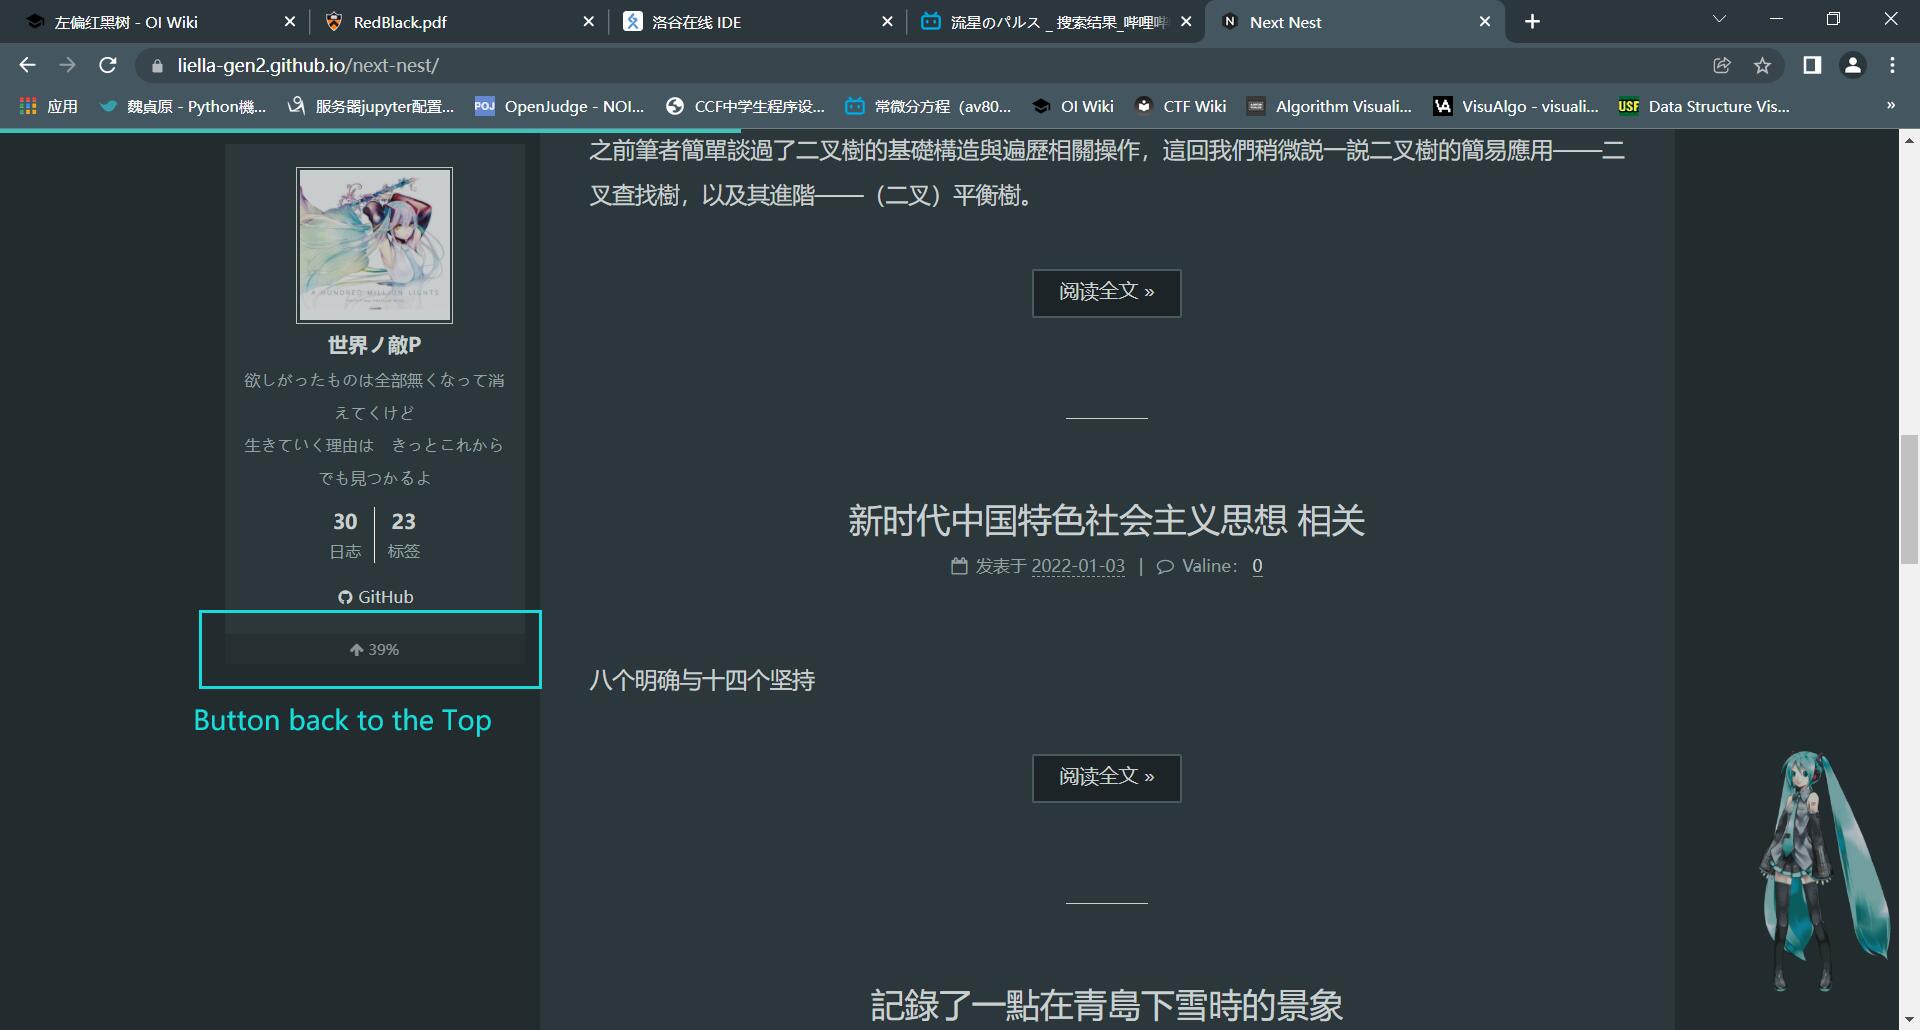 左偏红黑树 - OI Wiki
RedBlack.pdf
洛谷在线 IDE
流星のパルス _ 搜索结果_哔哩哔
Next Nest
liella-gen2.github.io/next-nest/
应用
魏貞原 - Python機...
服务器jupyter配置...
POJ
OpenJudge - NOI...
CCF中学生程序设...
常微分方程（av80...
OI Wiki
CTF Wiki
Algorithm Visuali...
VisuAlgo - visuali...
USF
Data Structure Vis...
»
之前筆者簡單談過了二叉樹的基礎構造與遍歷相關操作，這回我們稍微説一説二叉樹的簡易應用——二
叉查找樹，以及其進階——（二叉）平衡樹。
阅读全文 »
A HUNDRED MILLION LIGHTS
世界ノ敵P
欲しがったものは全部無くなって消
えてくけど
生きていく理由は　きっとこれから
でも見つかるよ
30
日志
23
标签
GitHub
39%
Button back to the Top
新时代中国特色社会主义思想 相关
发表于 2022-01-03 | Valine： 0
八个明确与十四个坚持
阅读全文 »
記錄了一點在青島下雪時的景象